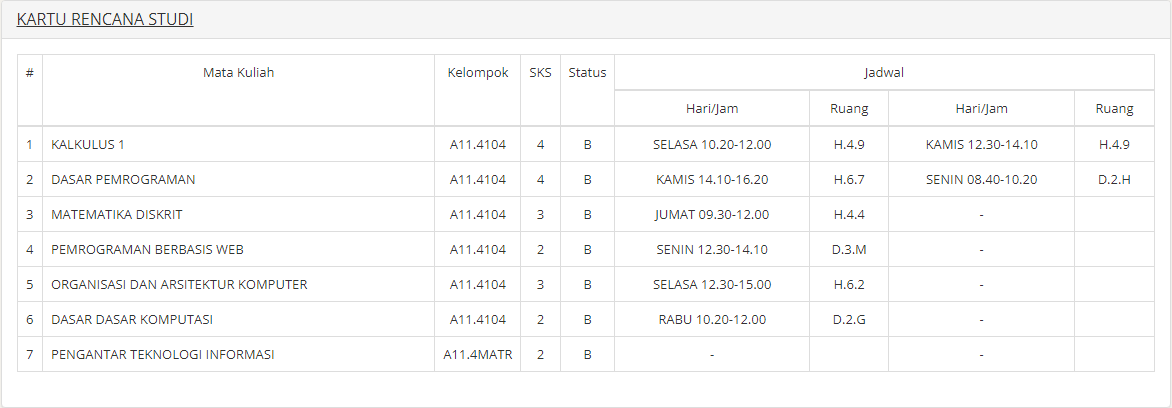 KARTU RENCANA STUDI
# Mata Kuliah Kelompok SKS Status Jadwal
Hari/Jam Ruang Hari/Jam Ruang
1 KALKULUS 1 A11.4104 4 B SELASA 10.20-12.00 H.4.9 KAMIS 12.30-14.10 H.4.9
2 DASAR PEMROGRAMAN A11.4104 4 B KAMIS 14.10-16.20 H.6.7 SENIN 08.40-10.20 D.2.H
3 MATEMATIKA DISKRIT A11.4104 3 B JUMAT 09.30-12.00 H.4.4 -
4 PEMROGRAMAN BERBASIS WEB A11.4104 2 B SENIN 12.30-14.10 D.3.M -
5 ORGANISASI DAN ARSITEKTUR KOMPUTER A11.4104 3 B SELASA 12.30-15.00 H.6.2 -
6 DASAR DASAR KOMPUTASI A11.4104 2 B RABU 10.20-12.00 D.2.G -
7 PENGANTAR TEKNOLOGI INFORMASI A11.4MATR 2 B - -